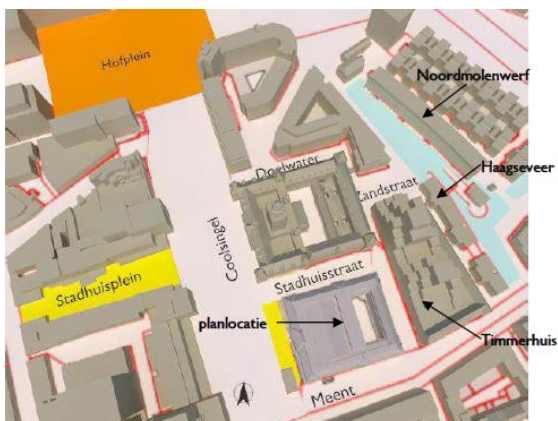 Hofplein
Noordmolenwerf
Doelwater
Haagseveer
Zandstraat
Coolsingel
Stadhuisplein
Stadhuisstraat
planlocatie
Timmerhuis
Meent